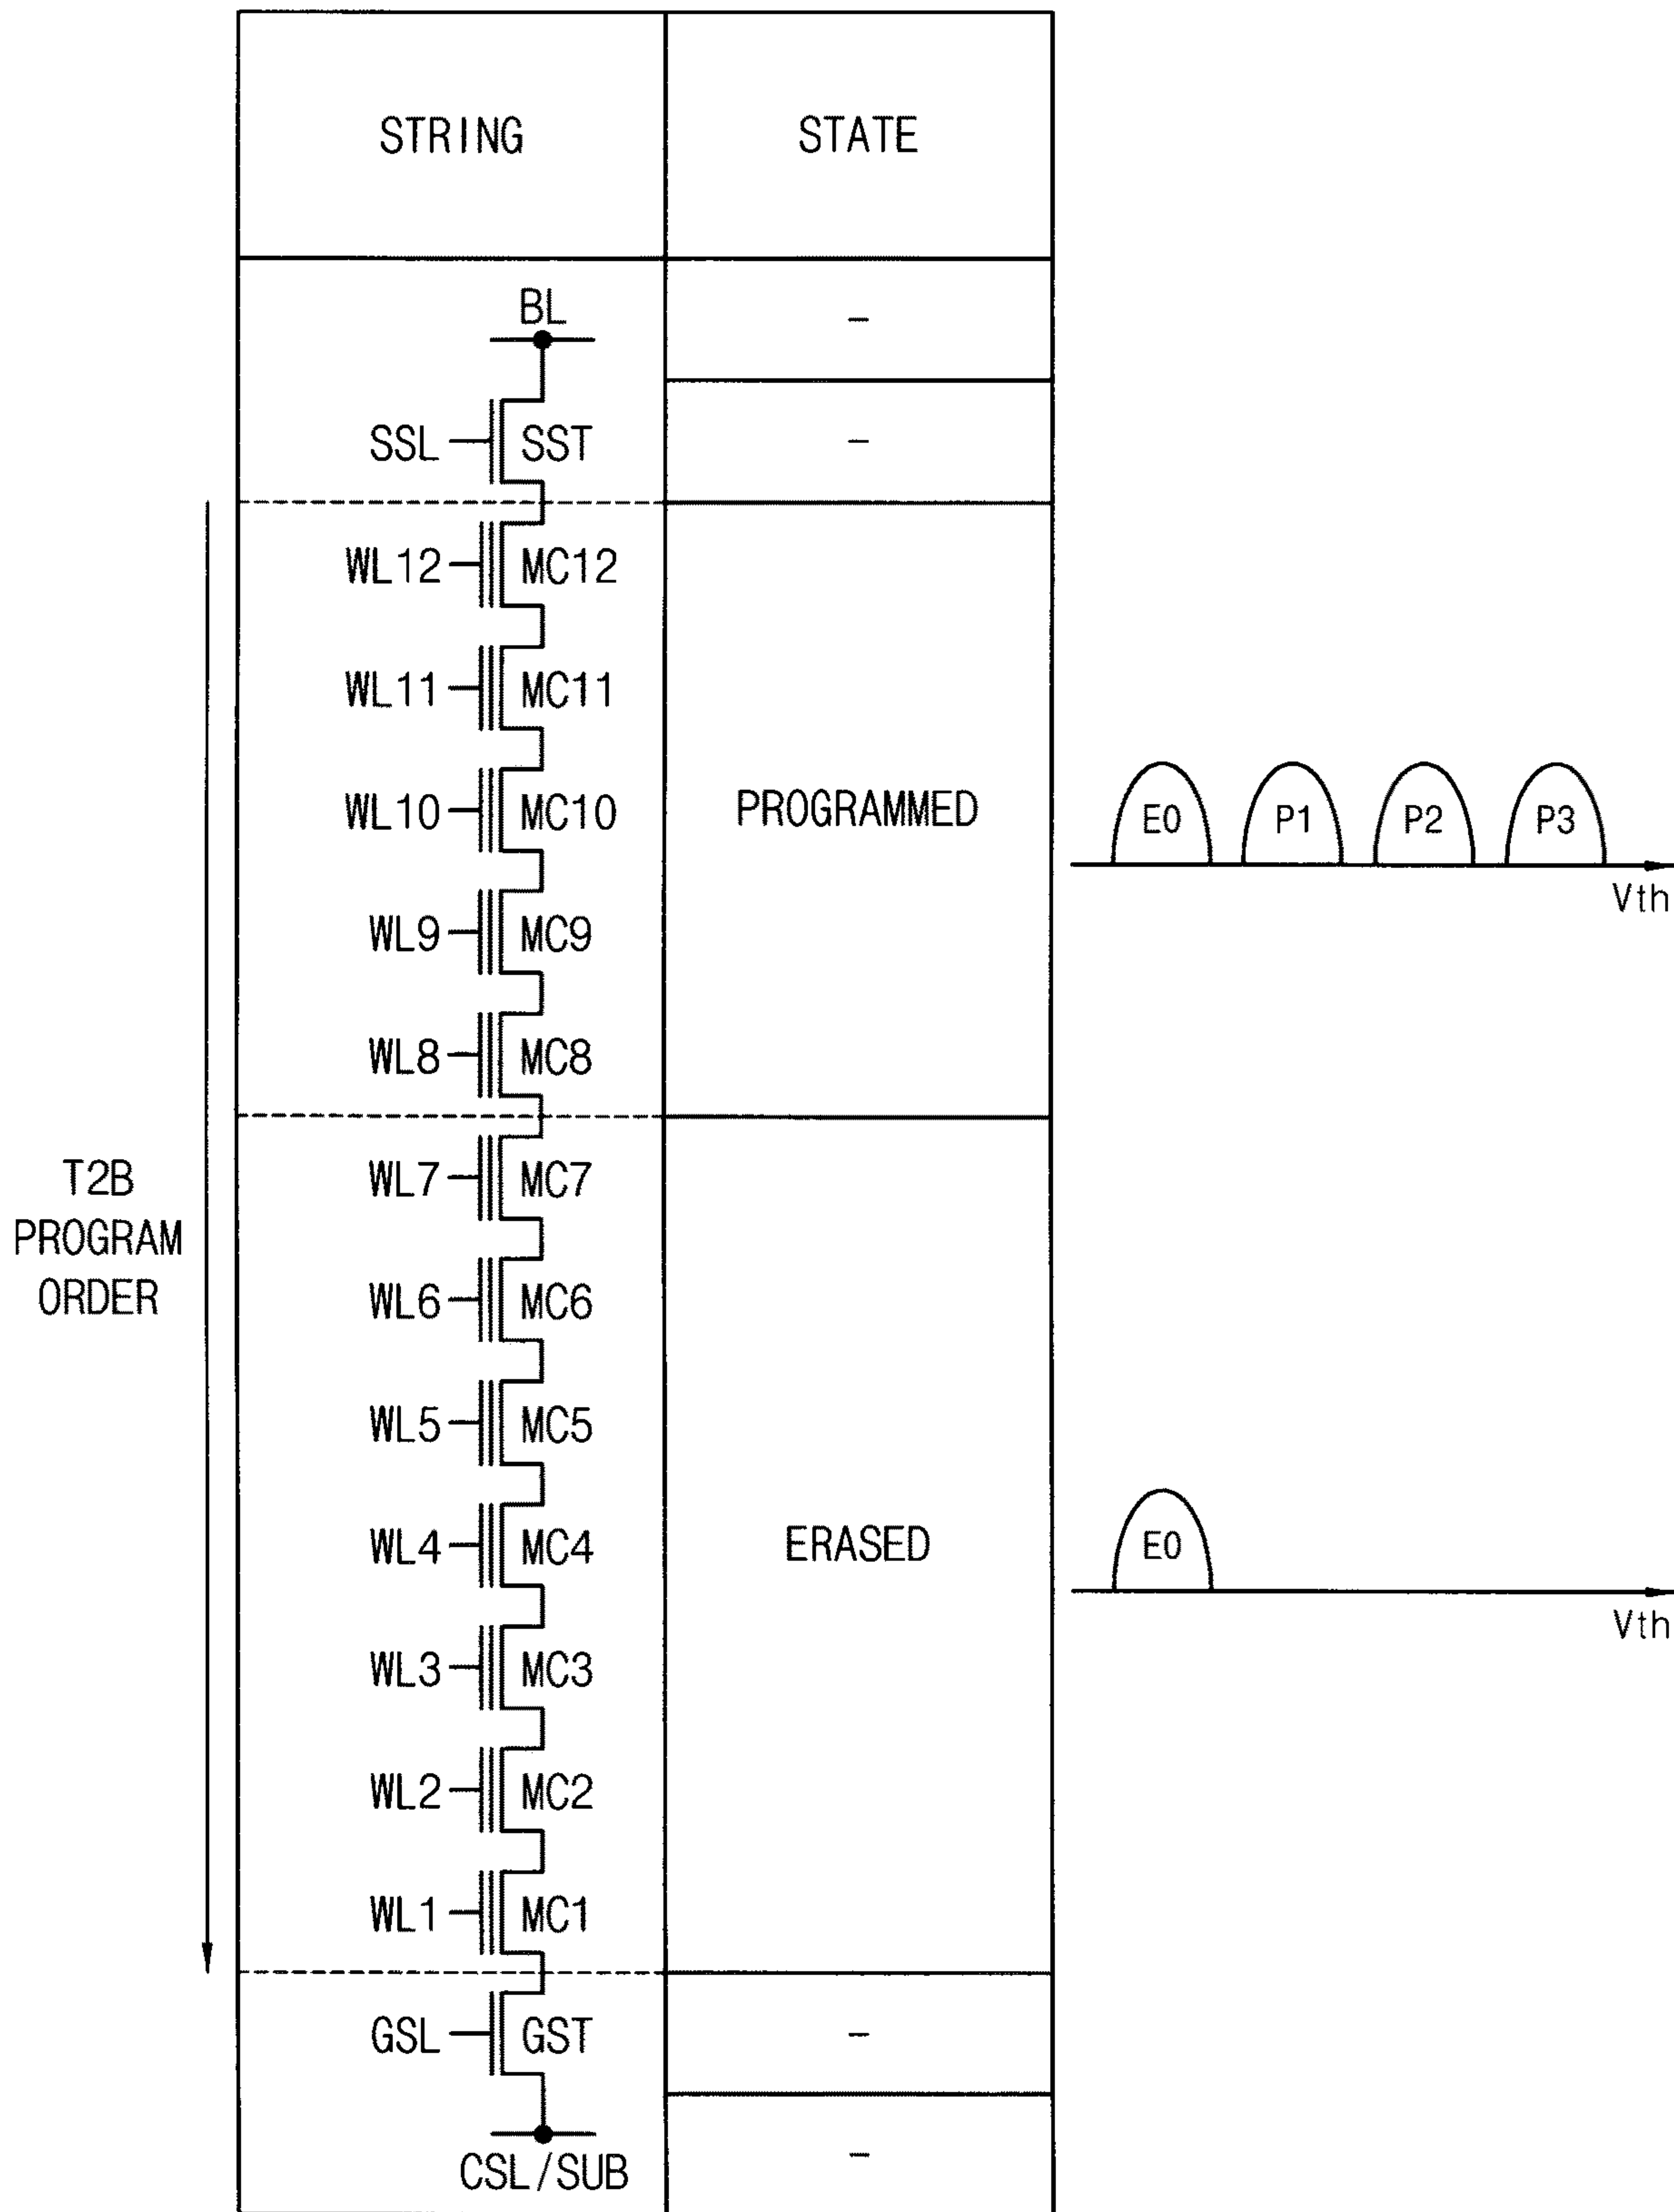 STRING STATE
BL -
SSL SST -
WL12 MC12
WL11 MC11
WL10 MC10 PROGRAMMED E0 P1 P2 P3
Vth
WL9 MC9
WL8 MC8
T2B
PROGRAM
ORDER
WL7 MC7
WL6 MC6
WL5 MC5
WL4 MC4 ERASED E0
Vth
WL3 MC3
WL2 MC2
WL1 MC1
GSL GST -
CSL/SUB -